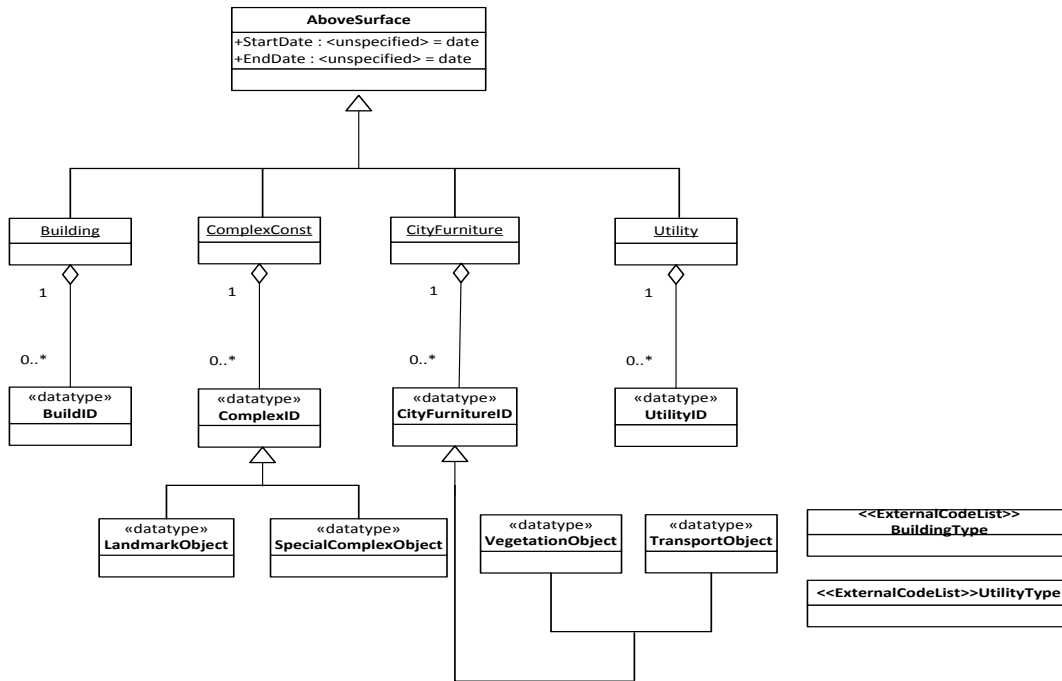 AboveSurface
+StartDate : <unspecified> = date
+EndDate : <unspecified> = date
Building
ComplexConst
CityFurniture
Utility
1
1
1
1
0..*
0..*
0..*
0..*
«datatype»
BuildID
«datatype»
ComplexID
«datatype»
CityFurnitureID
«datatype»
UtilityID
«datatype»
LandmarkObject
«datatype»
SpecialComplexObject
«datatype»
VegetationObject
«datatype»
TransportObject
<<ExternalCodeList>>
BuildingType
<<ExternalCodeList>>UtilityType